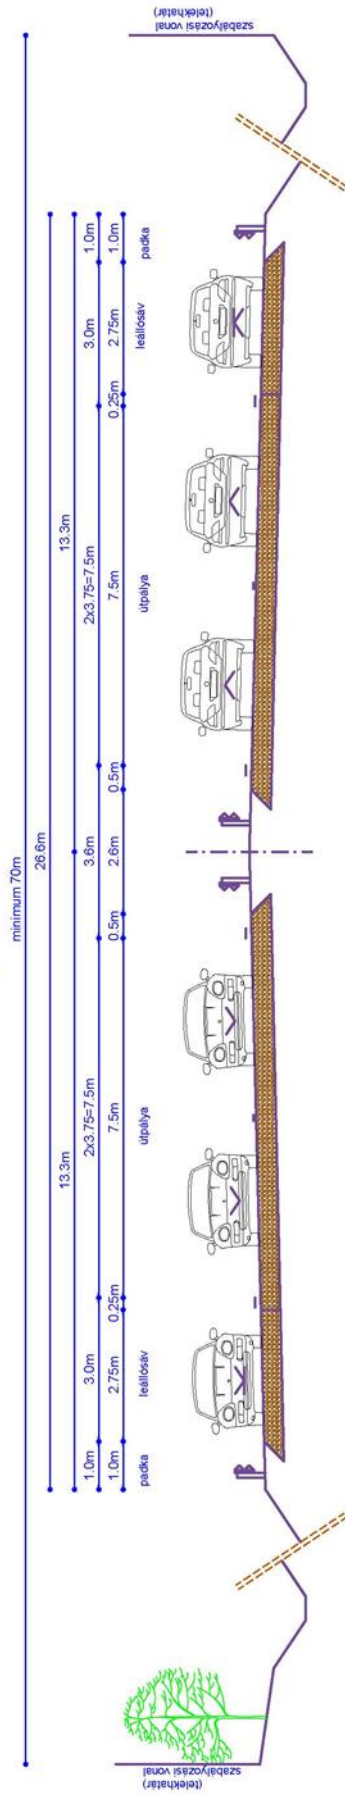 minimum 70m
26.6m
13.3m 13.3m
1.0m 3.0m 2x3.75=7.5m 3.6m 2x3.75=7.5m 3.0m 1.0m
1.0m 2.75m 0.25m 7.5m 0.5m 2.6m 0.5m 7.5m 0.25m 2.75m 1.0m
padka leállósáv útpálya útpálya leállósáv padka
szabályozási vonal
(telekhatár)
szabályozási vonal
(telekhatár)